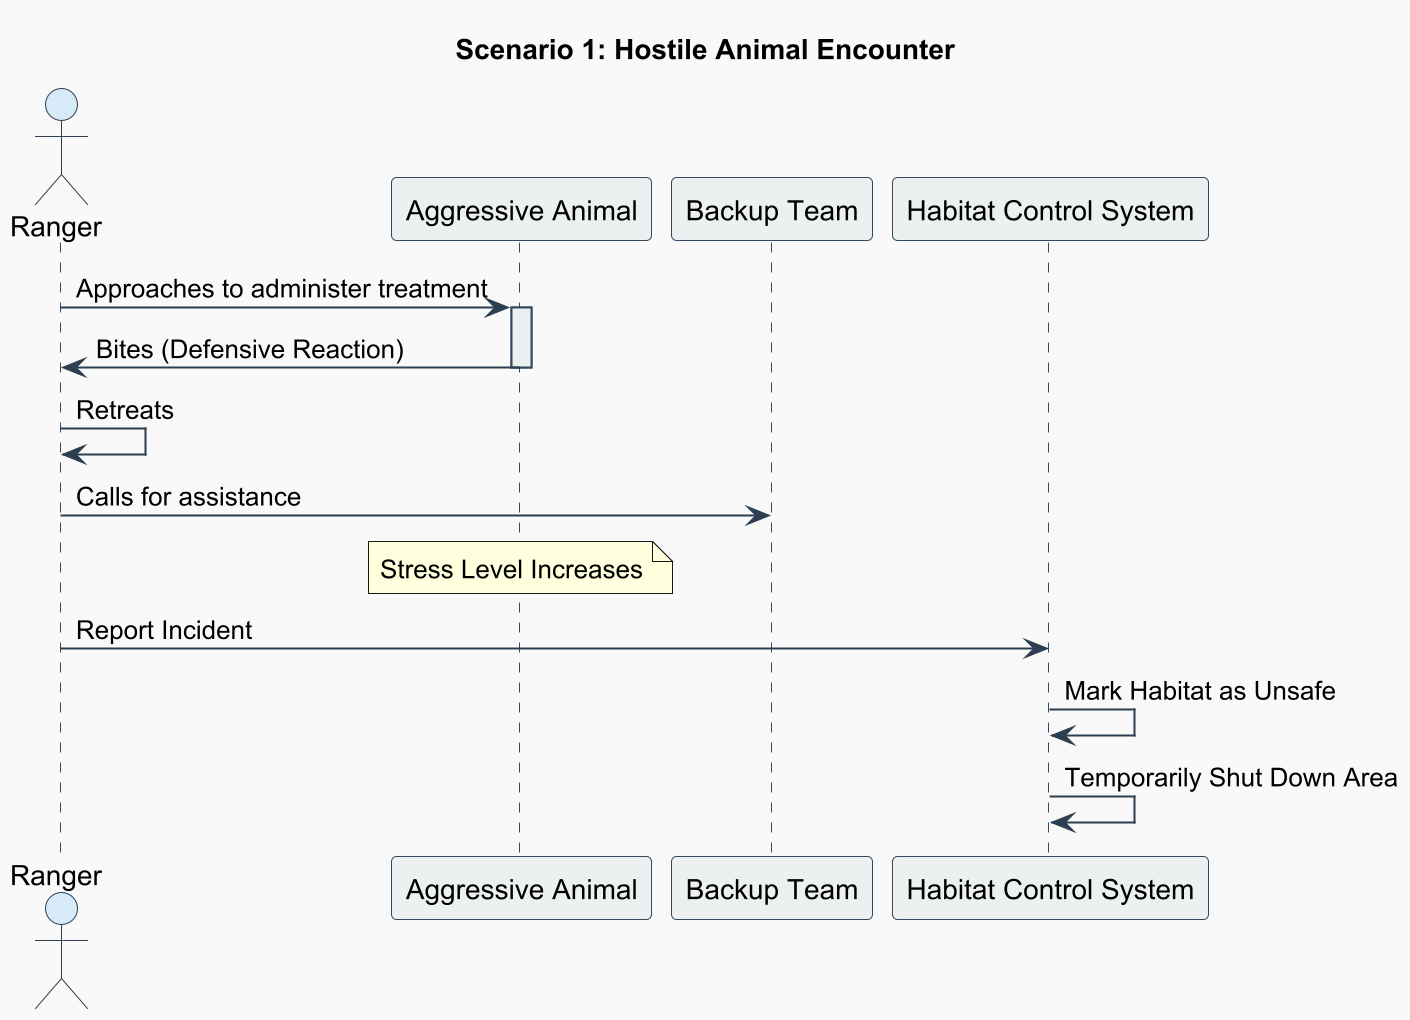 Scenario 1: Hostile Animal Encounter
Ranger
Aggressive Animal
Backup Team
Habitat Control System
Approaches to administer treatment
Bites (Defensive Reaction)
Retreats
Calls for assistance
Stress Level Increases
Report Incident
Mark Habitat as Unsafe
Temporarily Shut Down Area
Ranger
Aggressive Animal
Backup Team
Habitat Control System